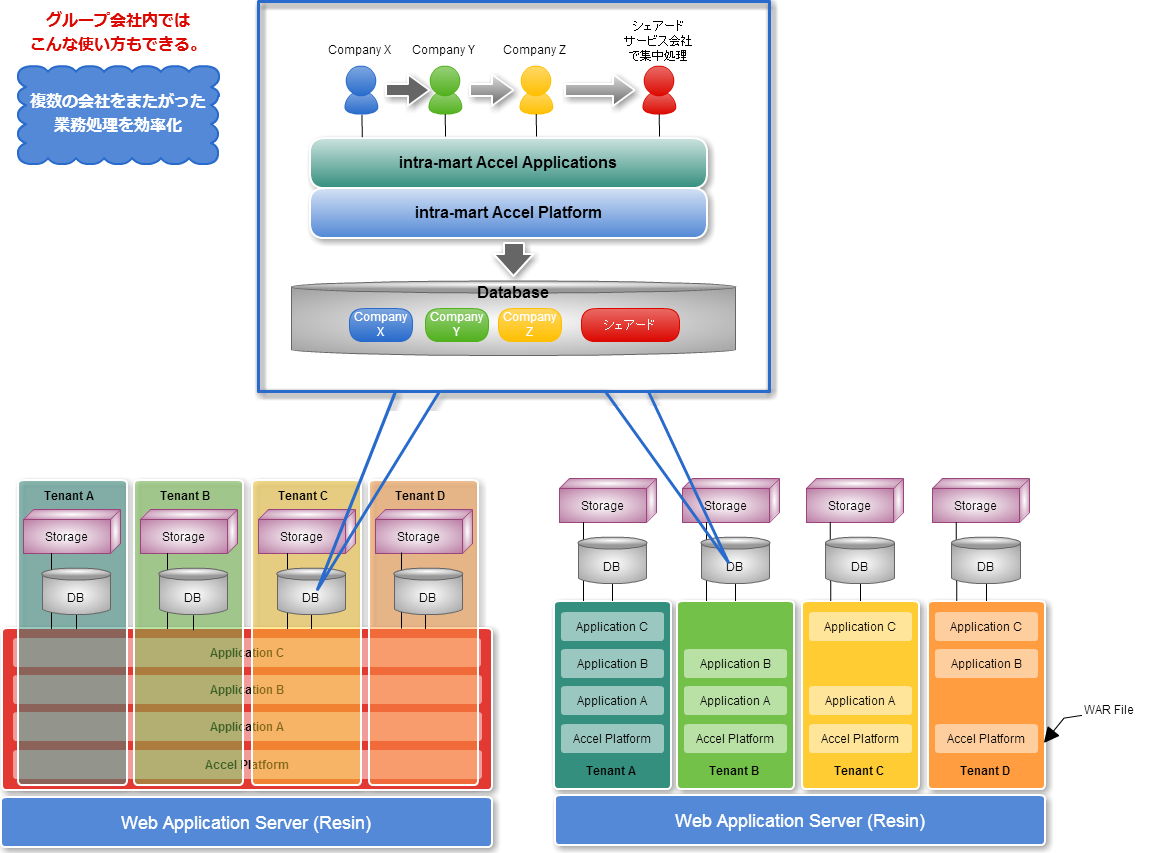 グループ会社内では
こんな使い方もできる。
複数の会社をまたがった
業務処理を効率化
Company X
Company Y
Company Z
シェアード
サービス会社
で集中処理
intra-mart Accel Applications
intra-mart Accel Platform
Database
Company
X
Company
Y
Company
Z
シェアード
Tenant A
Tenant B
Tenant C
Tenant D
Storage
Storage
Storage
Storage
DB
DB
DB
DB
Application C
Application B
Application A
Accel Platform
Web Application Server (Resin)
Storage
Storage
Storage
Storage
DB
DB
DB
DB
Application C
Application B
Application A
Accel Platform
Tenant A
Application B
Application A
Accel Platform
Tenant B
Application C
Application A
Accel Platform
Tenant C
Application C
Application B
Accel Platform
Tenant D
WAR File
Web Application Server (Resin)